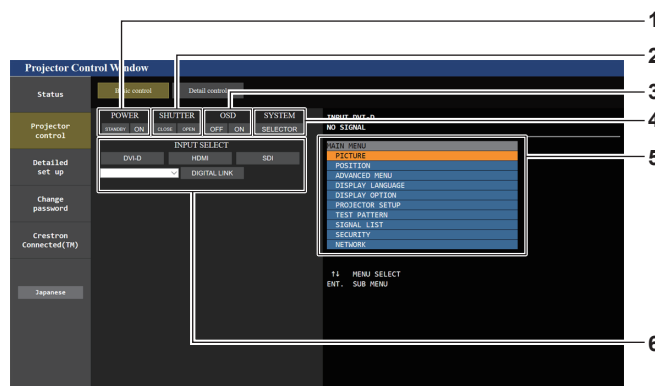 1
2
Projector Control Window
3
Status
Basic control
Detail control
4
POWER
SHUTTER
OSD
SYSTEM
INPUT DVI-D
STANDBY
ON
CLOSE
OPEN
OFF
ON
SELECTOR
NO SIGNAL
Projector
control
INPUT SELECT
DVI-D
HDMI
SDI
DIGITAL LINK
5
MAIN MENU
PICTURE
POSITION
ADVANCED MENU
DISPLAY LANGUAGE
DISPLAY OPTION
PROJECTOR SETUP
TEST PATTERN
SIGNAL LIST
SECURITY
NETWORK
Detailed
set up
Change
password
Crestron
Connected(TM)
↑↓ MENU SELECT
ENT. SUB MENU
Japanese
6